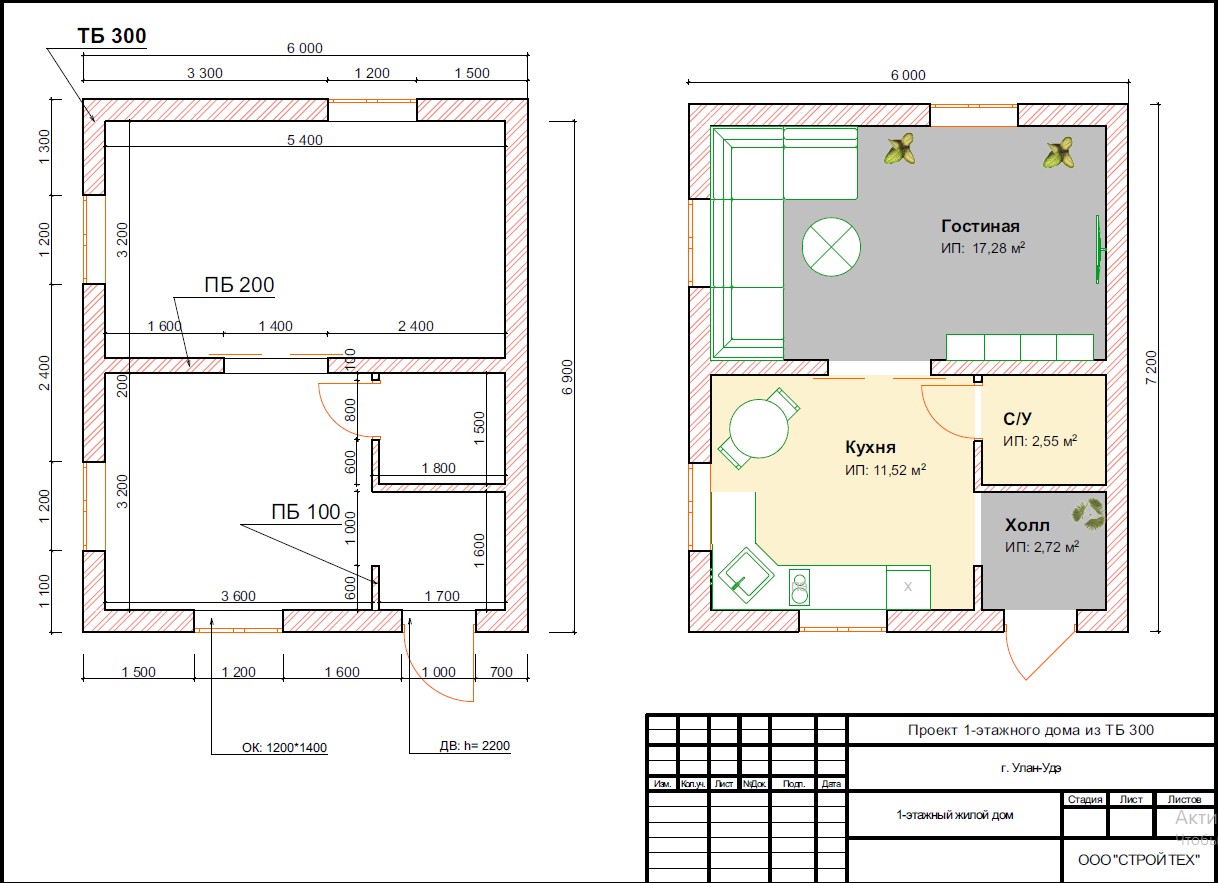 ТБ 300
6 000
3 300
1 200
1 500
5 400
1 300
1 200
2 400
1 200
1 100
3 200
ПБ 200
1 600
1 400
2 400
100
200
800
600
1 500
1 800
6 900
3 200
ПБ 100
1 000
1 600
600
3 600
1 700
1 500
1 200
1 600
1 000
700
ОК: 1200*1400
ДВ: h= 2200
6 000
7 200
Гостиная
ИП: 17,28 м²
Кухня
ИП: 11,52 м²
С/У
ИП: 2,55 м²
Холл
ИП: 2,72 м²
X
Проект 1-этажного дома из ТБ 300
г. Улан-Удэ
Изм. Кол.уч. Лист №Док. Подп. Дата
1-этажный жилой дом
Стадия Лист Листов
ООО "СТРОЙ ТЕХ"
Акти
Чтобы